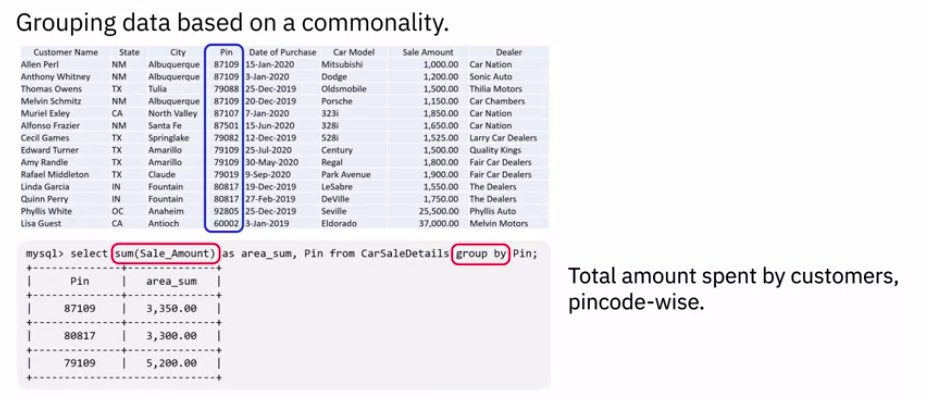 Grouping data based on a commonality.
Customer Name State City Pin Date of Purchase Car Model Sale Amount Dealer
Allen Perl NM Albuquerque 87109 15-Jan-2020 Mitsubishi 1,000.00 Car Nation
Anthony Whitney NM Albuquerque 87109 3-Jan-2020 Dodge 1,200.00 Sonic Auto
Thomas Owens TX Tulia 79088 25-Dec-2019 Oldsmobile 1,500.00 Thilia Motors
Melvin Schmitz NM Albuquerque 87109 20-Dec-2019 Porsche 1,150.00 Car Chambers
Muriel Exley CA North Valley 87107 7-Jan-2020 323i 1,850.00 Car Nation
Alfonso Frazier NM Santa Fe 87501 15-Jun-2020 328i 1,650.00 Car Nation
Cecil Games TX Springlake 79082 12-Dec-2019 528i 1,525.00 Larry Car Dealers
Edward Turner TX Amarillo 79109 25-Jul-2020 Century 1,500.00 Quality Kings
Amy Randle TX Amarillo 79109 30-May-2020 Regal 1,800.00 Fair Car Dealers
Rafael Middleton TX Claude 79019 9-Sep-2020 Park Avenue 1,900.00 Fair Car Dealers
Linda Garcia IN Fountain 80817 19-Dec-2019 LeSabre 1,550.00 The Dealers
Quinn Perry IN Fountain 80817 27-Feb-2019 DeVille 1,750.00 The Dealers
Phyllis White OC Anaheim 92805 25-Dec-2019 Seville 25,500.00 Phyllis Auto
Lisa Guest CA Antioch 60002 3-Jan-2019 Eldorado 37,000.00 Melvin Motors
mysql> select sum(Sale_Amount) as area_sum, Pin from CarSaleDetails group by Pin;
+-----------+-----------+
| Pin | area_sum |
+-----------+-----------+
| 87109 | 3,350.00 |
+-----------+-----------+
| 80817 | 3,300.00 |
+-----------+-----------+
| 79109 | 5,200.00 |
+-----------------------+
Total amount spent by customers,
pincode-wise.